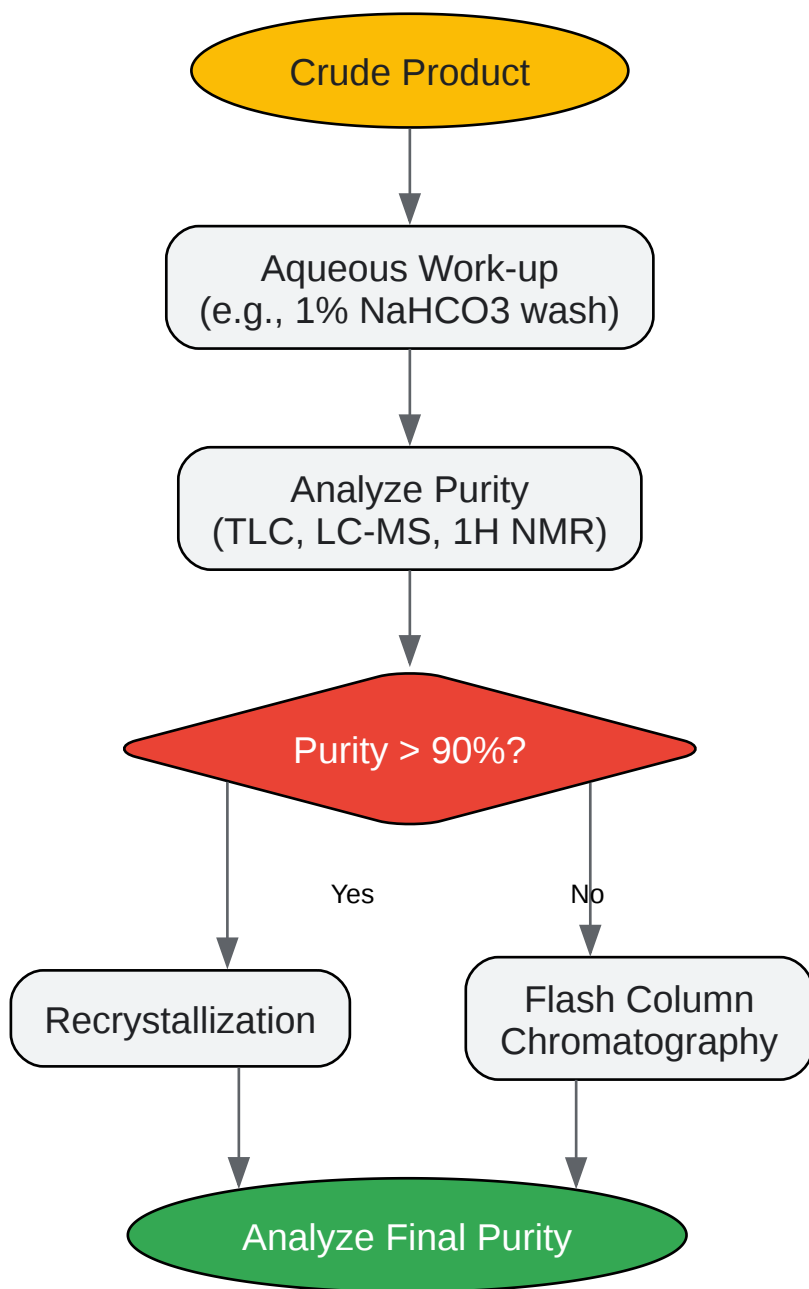 Crude Product
Aqueous Work-up
(e.g., 1% NaHCO3 wash)
Analyze Purity
(TLC, LC-MS, 1H NMR)
Purity > 90%?
Yes
No
Recrystallization
Flash Column
Chromatography
Analyze Final Purity